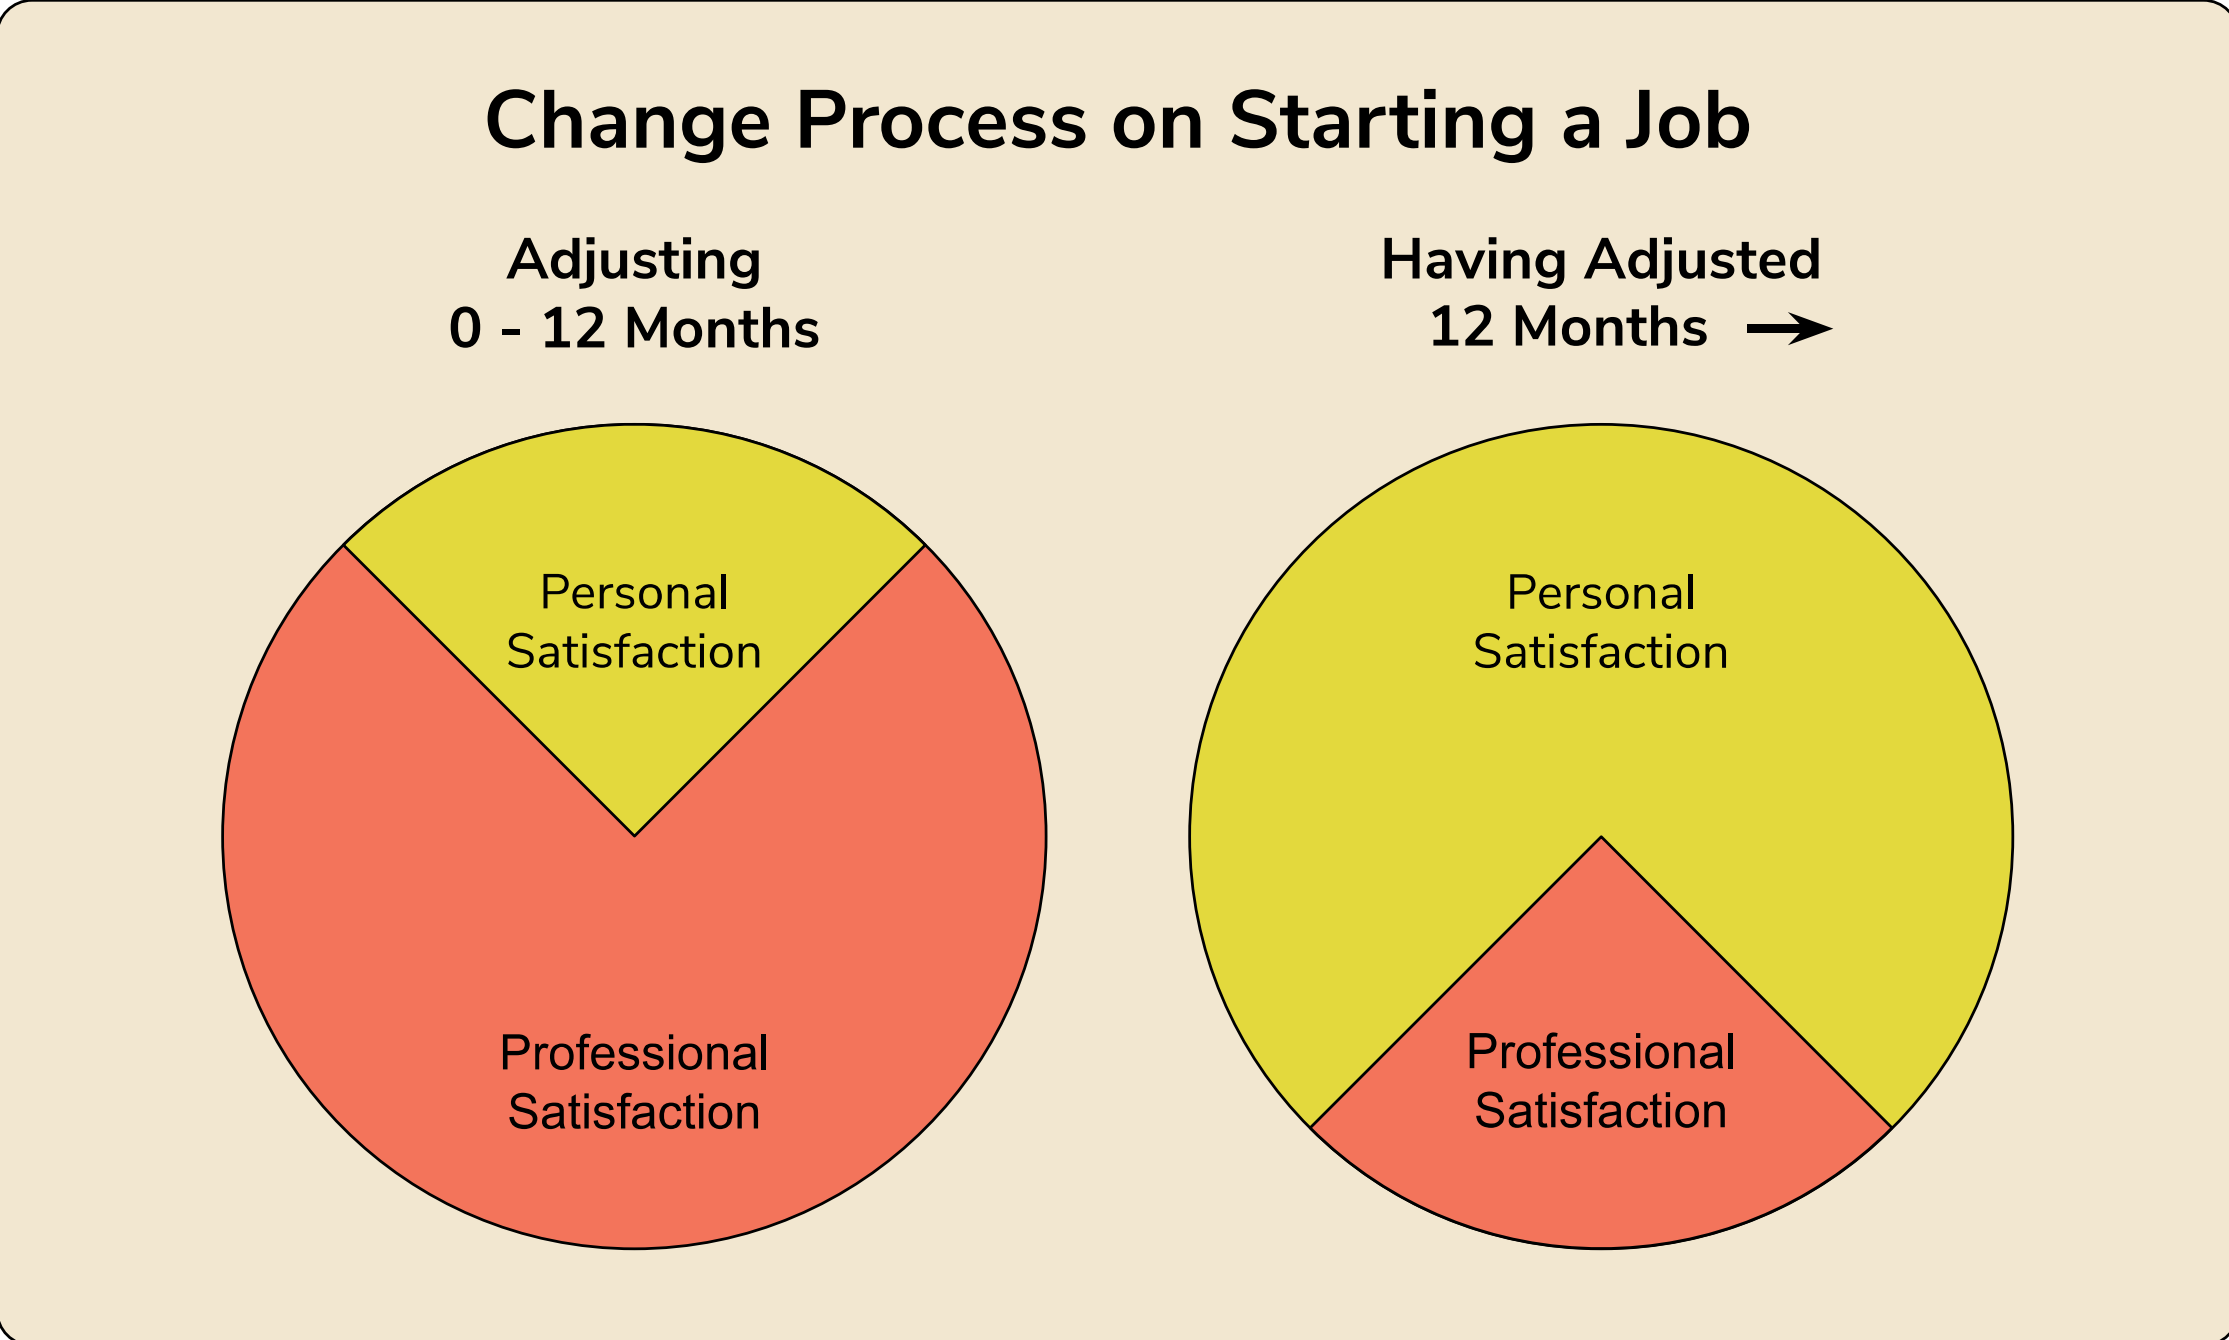 Change Process on Starting a Job
Adjusting
0 - 12 Months
Having Adjusted
12 Months
Personal
Satisfaction
Professional
Satisfaction
Personal
Satisfaction
Professional
Satisfaction